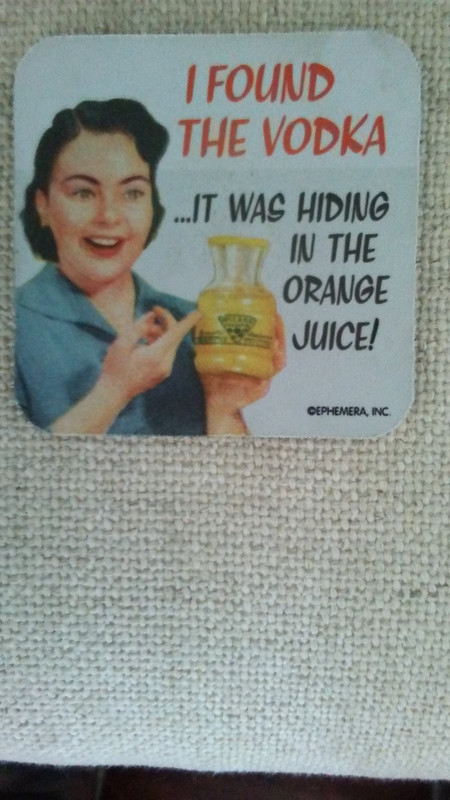 I FOUND
THE VODKA
...IT WAS HIDING
IN THE
ORANGE
JUICE!
©EPHEMERA, INC.